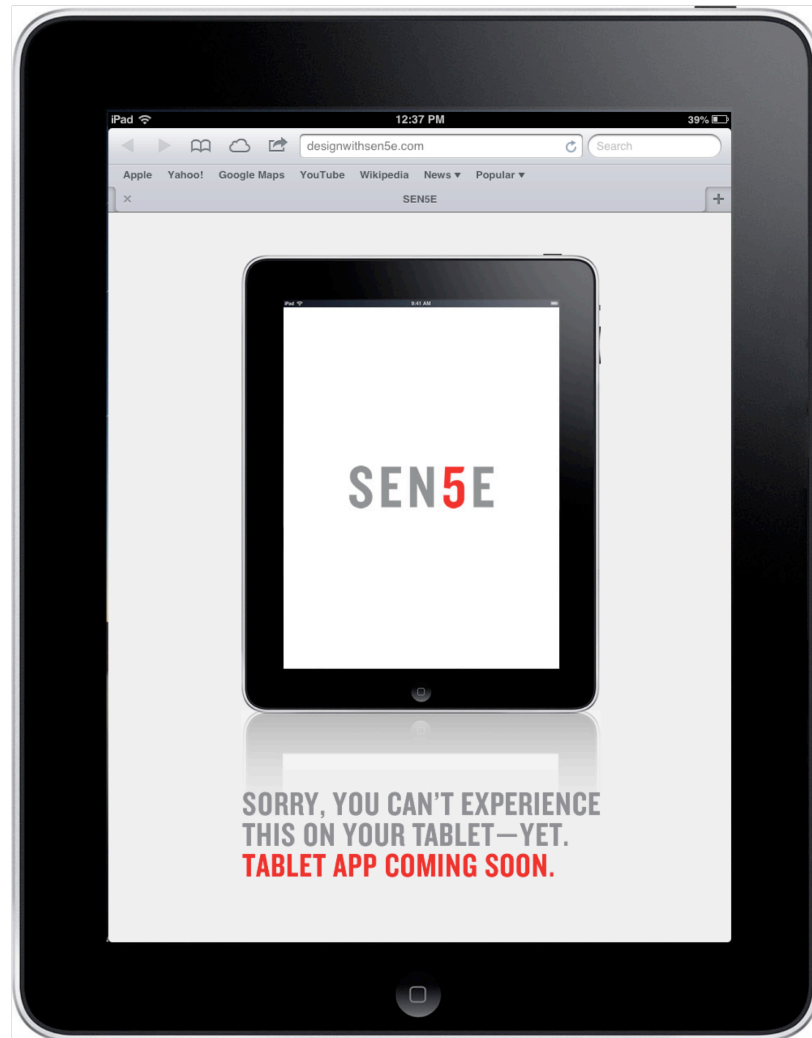 iPad 12:37 PM 39%
designwithsen5e.com Search
Apple Yahoo! Google Maps YouTube Wikipedia News Popular
SEN5E
iPad 9:41 AM
SEN5E
SORRY, YOU CAN'T EXPERIENCE
THIS ON YOUR TABLET—YET.
TABLET APP COMING SOON.